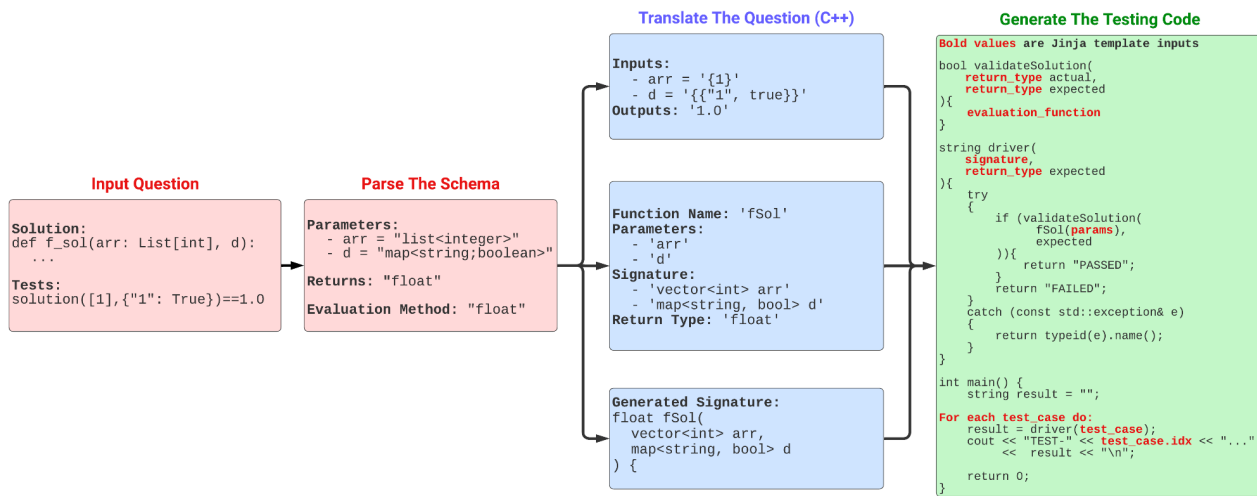 Input Question
Solution:
def f_sol(arr: List[int], d):
...
Tests:
solution([1],{"1": True})==1.0
Parse The Schema
Parameters:
- arr = "list<integer>"
- d = "map<string;boolean>"
Returns: "float"
Evaluation Method: "float"
Translate The Question (C++)
Inputs:
- arr = '{1}'
- d = '{{"1", true}}'
Outputs: '1.0'
Function Name: 'fSol'
Parameters:
- 'arr'
- 'd'
Signature:
- 'vector<int> arr'
- 'map<string, bool> d'
Return Type: 'float'
Generated Signature:
float fSol(
vector<int> arr,
map<string, bool> d
) {
Generate The Testing Code
Bold values are Jinja template inputs
bool validateSolution(
return_type actual,
return_type expected
){
evaluation_function
}
string driver(
signature,
return_type expected
){
try
{
if (validateSolution(
fSol(params),
expected
)){
return "PASSED";
}
return "FAILED";
}
catch (const std::exception& e)
{
return typeid(e).name();
}
}
int main() {
string result = "";
For each test_case do:
result = driver(test_case);
cout << "TEST-" << test_case.idx << "..."
<< result << "\n";
return 0;
}